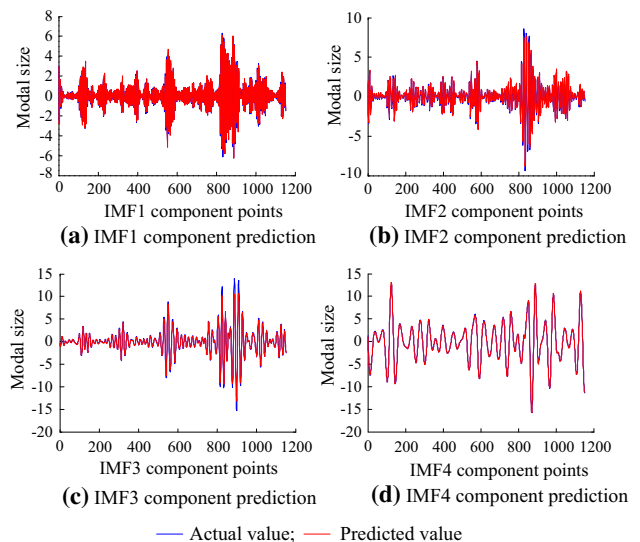 8
6
4
2
0
-2
-4
-6
-8
Modal size
0 200 400 600 800 1000 1200
IMF1 component points
(a) IMF1 component prediction
10
5
0
-5
-10
Modal size
0 200 400 600 800 1000 1200
IMF2 component points
(b) IMF2 component prediction
15
10
5
0
-5
-10
-15
-20
Modal size
0 200 400 600 800 1000 1200
IMF3 component points
(c) IMF3 component prediction
15
10
5
0
-5
-10
-15
-20
Modal size
0 200 400 600 800 1000 1200
IMF4 component points
(d) IMF4 component prediction
Actual value; Predicted value